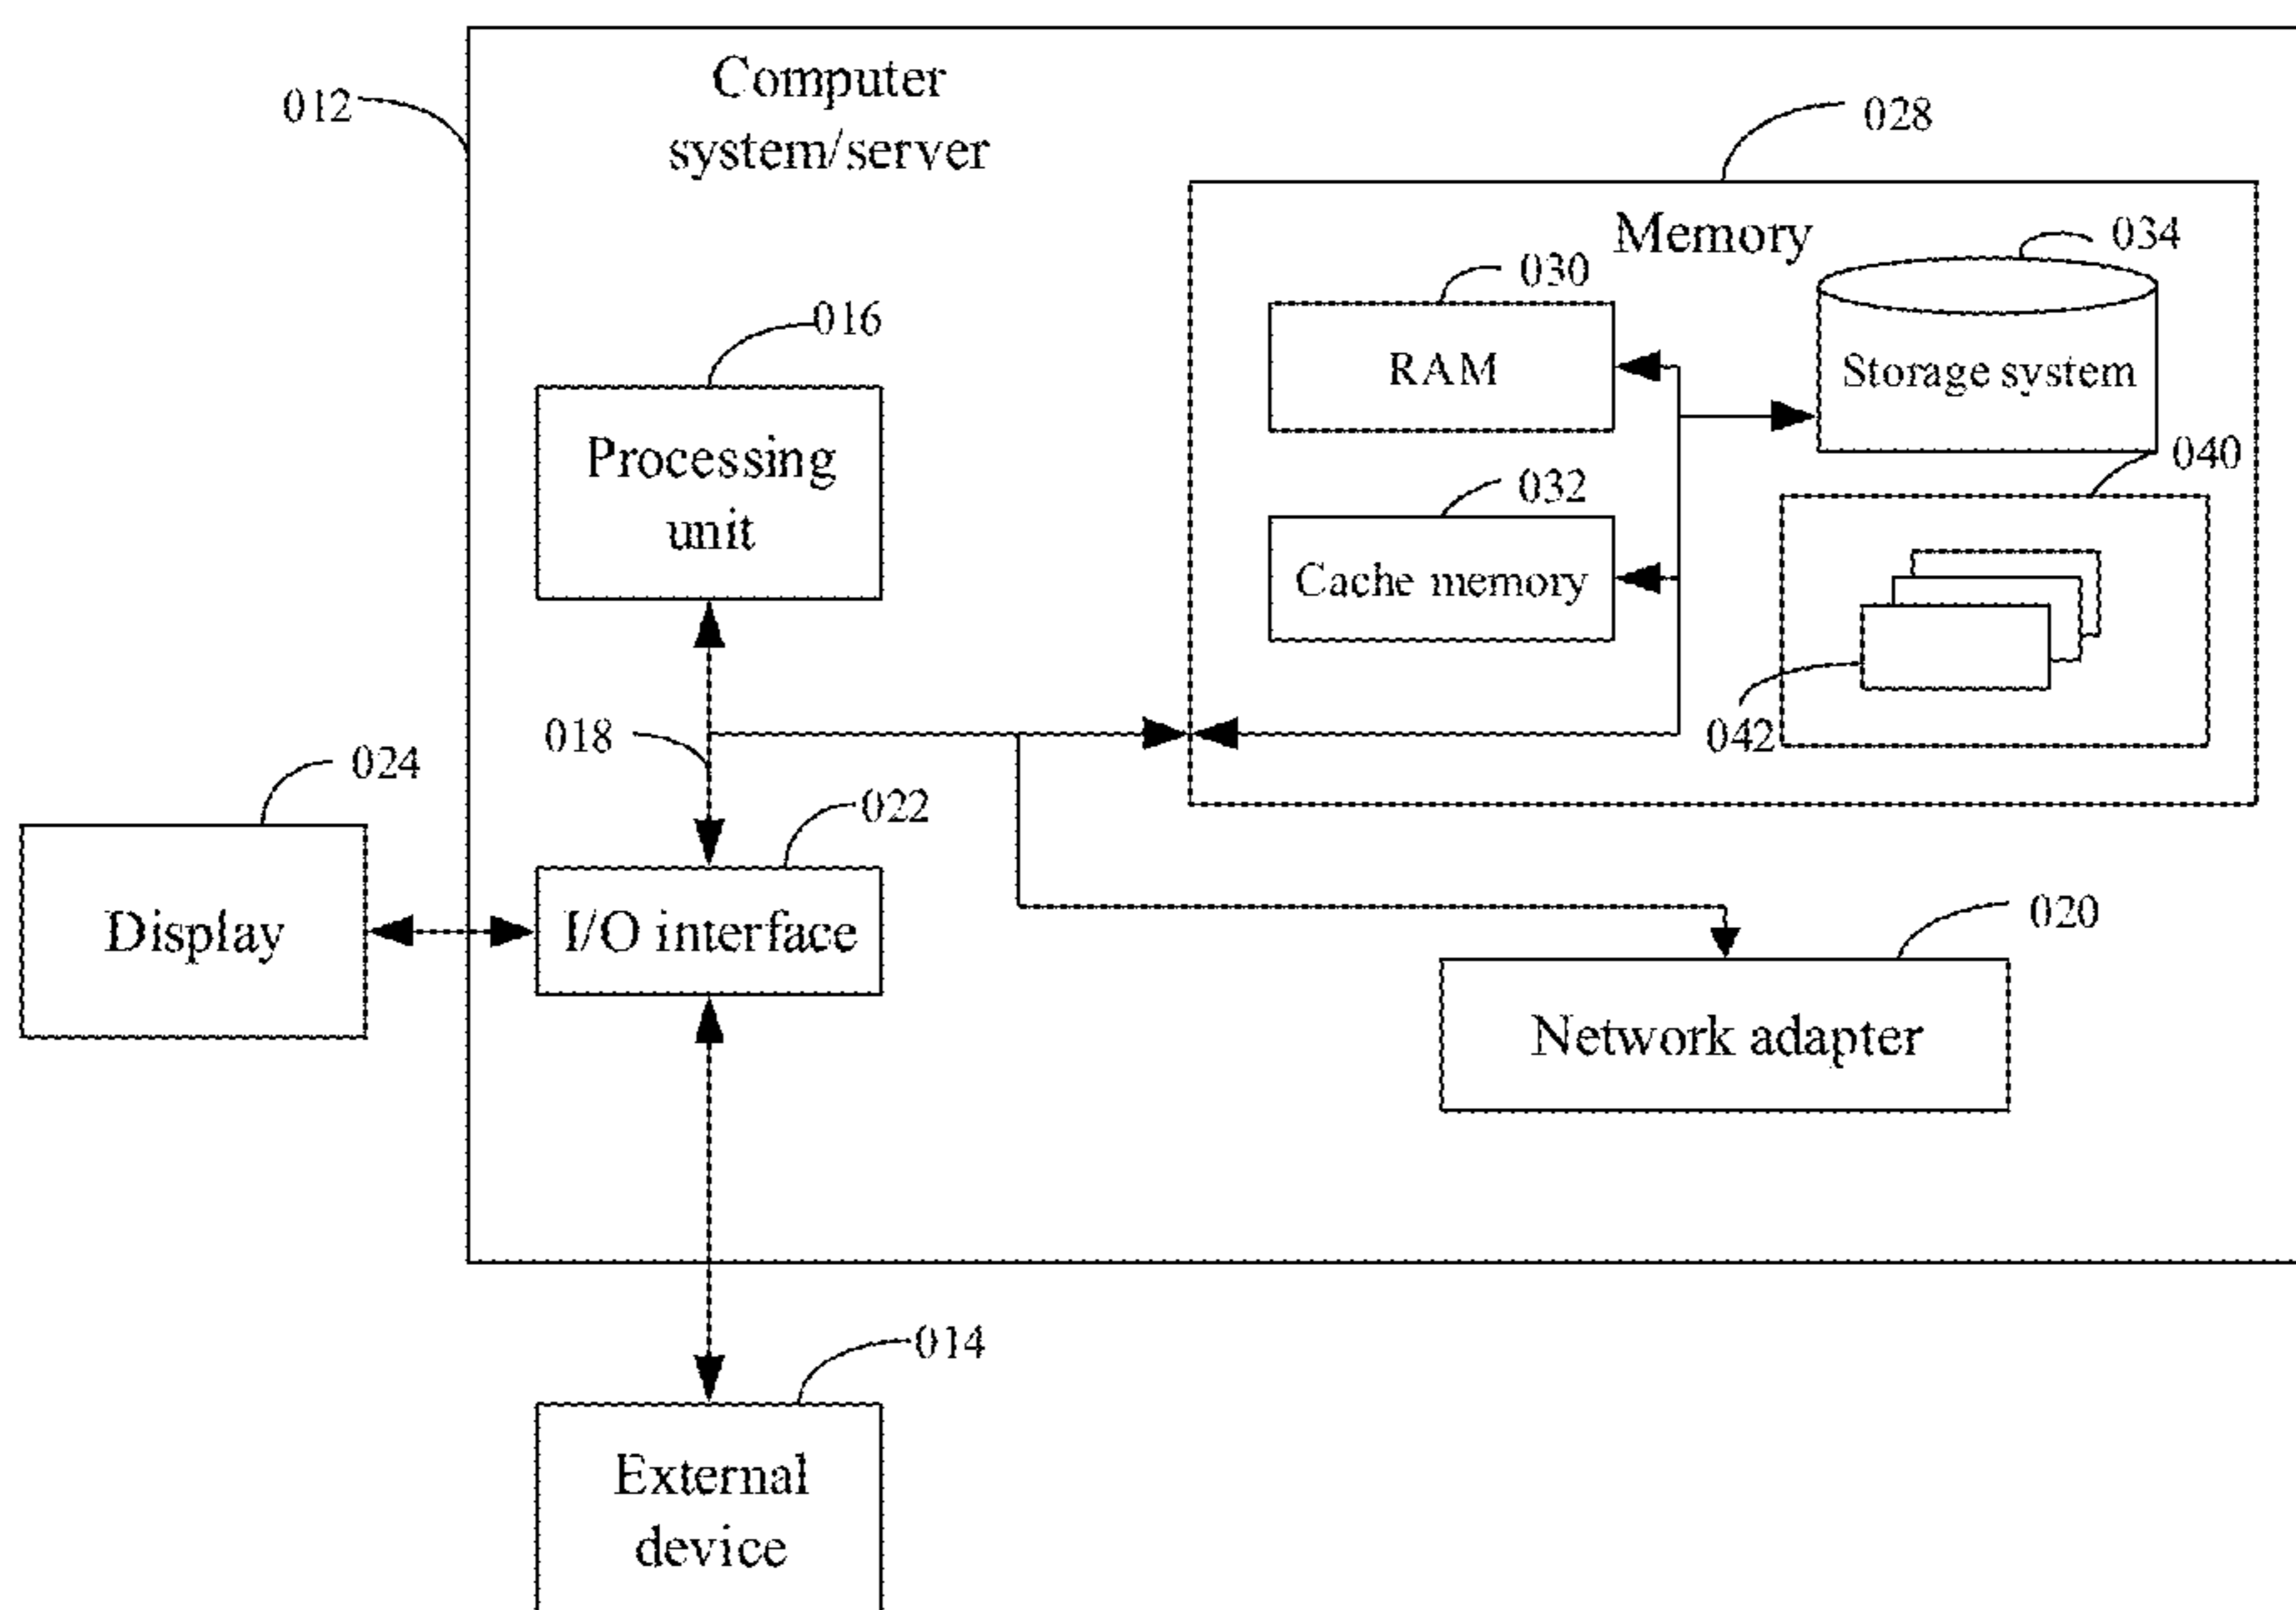 Computer
system/server
012
028
Memory
034
030
016
RAM
Storage system
Processing
unit
040
032
Cache memory
018
042
024
022
Display
I/O interface
020
Network adapter
014
External
device